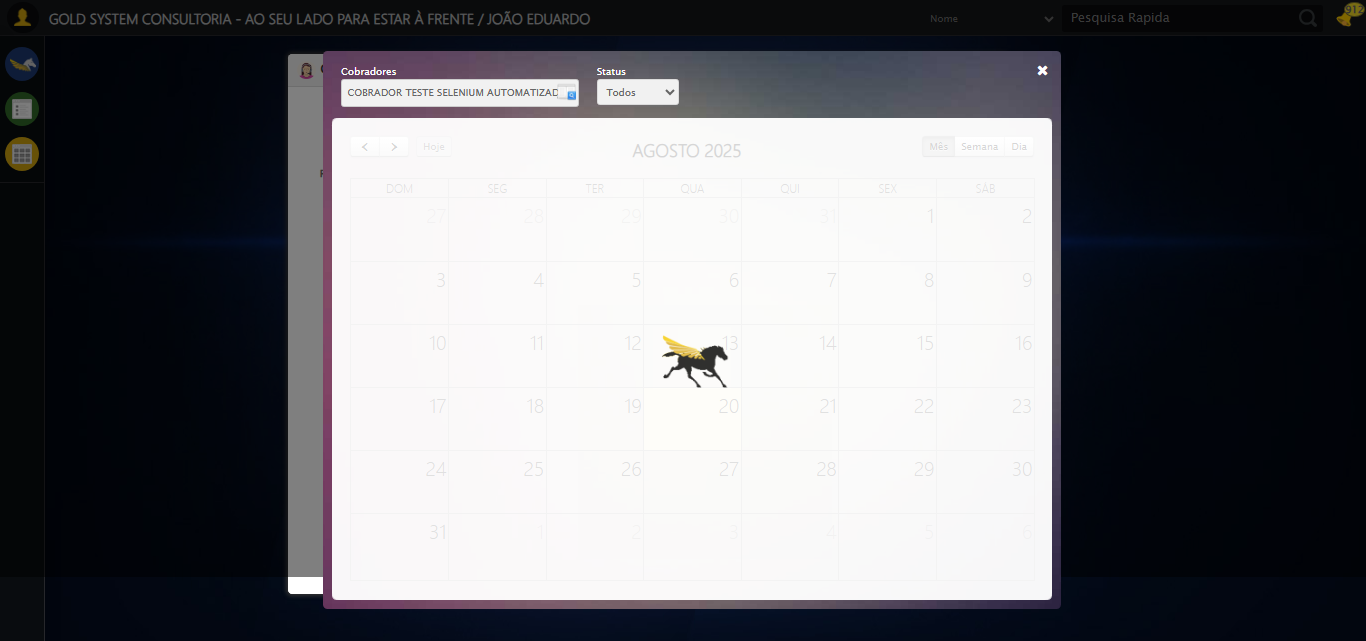 GOLD SYSTEM CONSULTORIA - AO SEU LADO PARA ESTAR À FRENTE / JOÃO EDUARDO
Nome
Pesquisa Rapida
912
Cobradores
Status
COBRADOR TESTE SELENIUM AUTOMATIZAD
Todos
Hoje
AGOSTO 2025
Mês Semana Dia
DOM SEG TER QUA QUI SEX SÁB
27 28 29 30 31 1 2
3 4 5 6 7 8 9
10 11 12 13 14 15 16
17 18 19 20 21 22 23
24 25 26 27 28 29 30
31 1 2 3 4 5 6